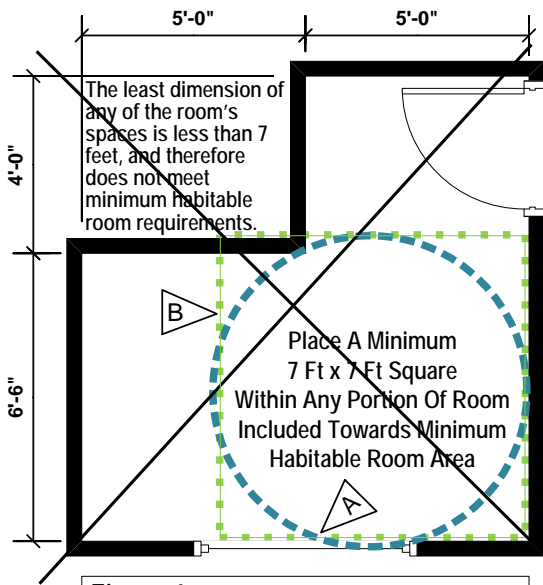 5'-0" 5'-0"
The least dimension of
any of the room's
spaces is less than 7
feet, and therefore
does not meet
minimum habitable
room requirements.
4'-0"
B
6'-6"
Place A Minimum
7 Ft x 7 Ft Square
Within Any Portion Of Room
Included Towards Minimum
Habitable Room Area
A